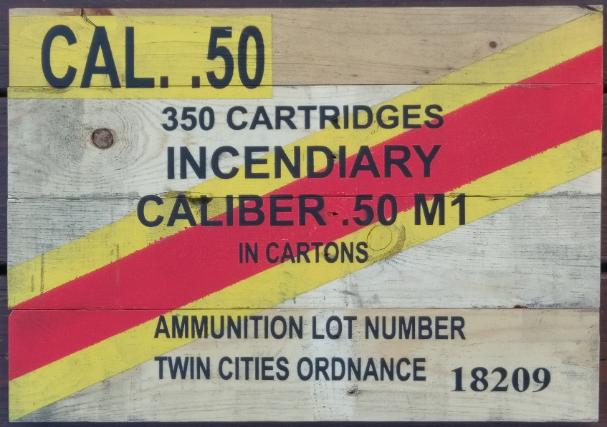 CAL. .50
350 CARTRIDGES
INCENDIARY
CALIBER .50 M1
IN CARTONS
AMMUNITION LOT NUMBER
TWIN CITIES ORDNANCE 18209